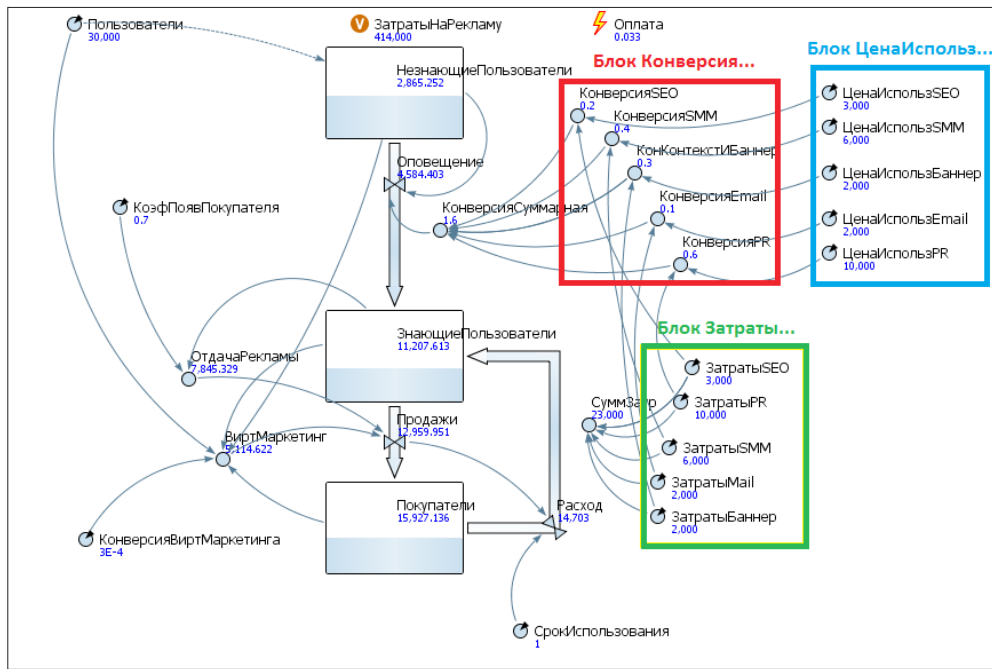 Пользователи
30,000
ЗатратыНаРекламу
414,000
Оплата
0.033
Блок Конверсия...
Блок ЦенаИспольз...
НезнающиеПользователи
2,865.252
КонверсияSEO
0.2
КонверсияSMM
0.4
КонКонтекстИБаннер
0.3
КонверсияEmail
0.1
КонверсияPR
0.6
ЦенаИспользSEO
3,000
ЦенаИспользSMM
6,000
ЦенаИспользБаннер
2,000
ЦенаИспользEmail
2,000
ЦенаИспользPR
10,000
Оповещение
4,584.403
КоэфПоявПокупателя
0.7
КонверсияСуммарная
1.6
Блок Затраты...
ЗнающиеПользователи
11,207.613
ОтдачаРекламы
7,845.329
ЗатратыSEO
3,000
ЗатратыPR
10,000
СуммЗатр
23,000
ЗатратыSMM
6,000
ЗатратыMail
2,000
ЗатратыБаннер
2,000
Продажи
12,959.951
ВиртМаркетинг
5,114.622
Покупатели
15,927.136
Расход
14,703
КонверсияВиртМаркетинга
3E-4
СрокИспользования
1